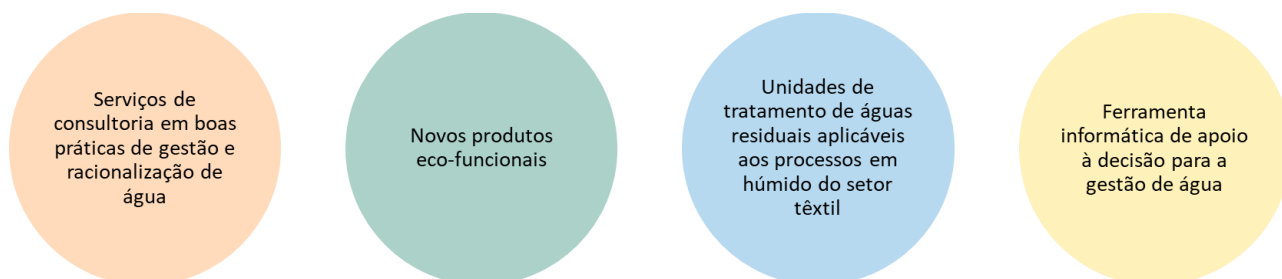 Serviços de
consultoria em boas
práticas de gestão e
racionalização de
água
Novos produtos
eco-funcionais
Unidades de
tratamento de águas
residuais aplicáveis
aos processos em
húmido do setor
têxtil
Ferramenta
informática de apoio
à decisão para a
gestão de água